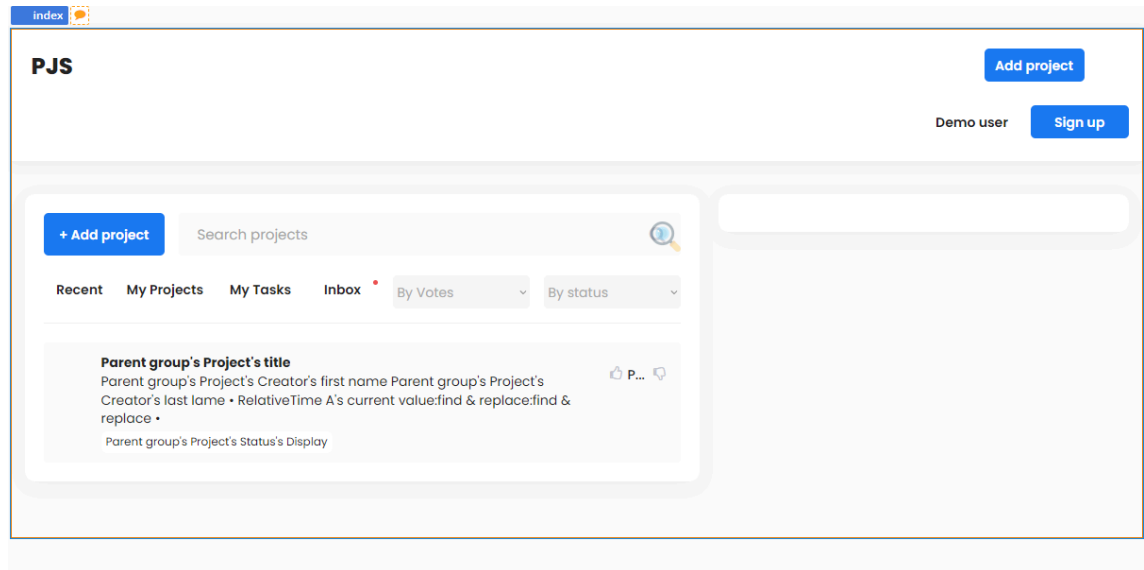 index
PJS
Add project
Demo user
Sign up
+ Add project
Search projects
Recent
My Projects
My Tasks
Inbox
By Votes
By status
Parent group's Project's title
Parent group's Project's Creator's first name Parent group's Project's
Creator's last lame • RelativeTime A's current value:find & replace:find &
replace •
P...
Parent group's Project's Status's Display